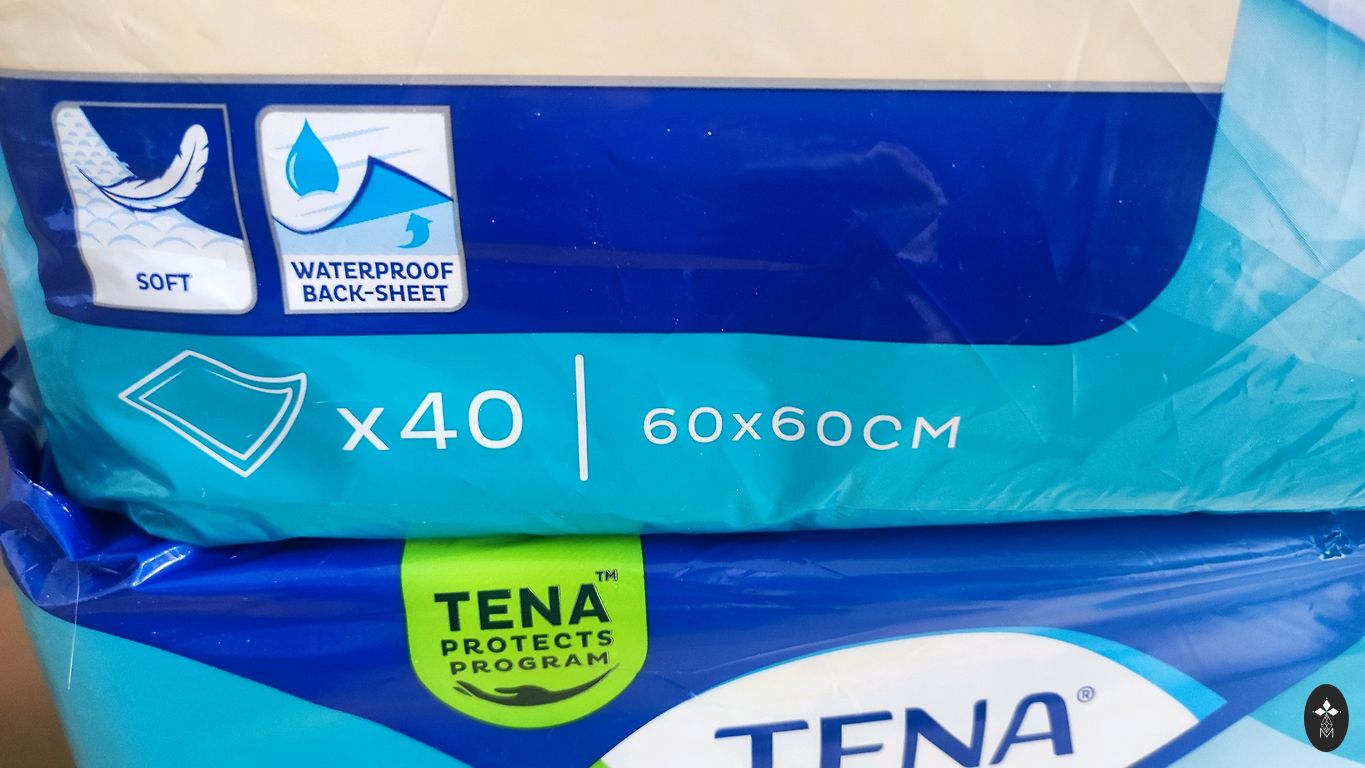 SOFT
WATERPROOF
BACK-SHEET
x40 | 60x60CM
TENA™
PROTECTS
PROGRAM
TENA®
M